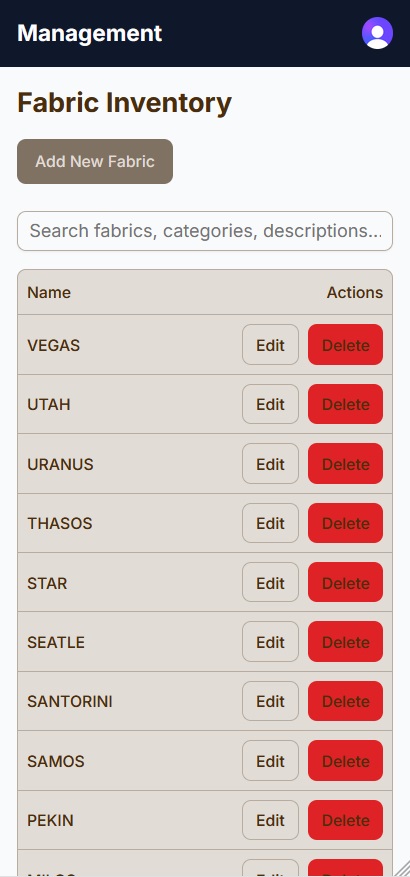 Management
Fabric Inventory
Add New Fabric
Search fabrics, categories, descriptions...
Name Actions
VEGAS Edit Delete
UTAH Edit Delete
URANUS Edit Delete
THASOS Edit Delete
STAR Edit Delete
SEATLE Edit Delete
SANTORINI Edit Delete
SAMOS Edit Delete
PEKIN Edit Delete